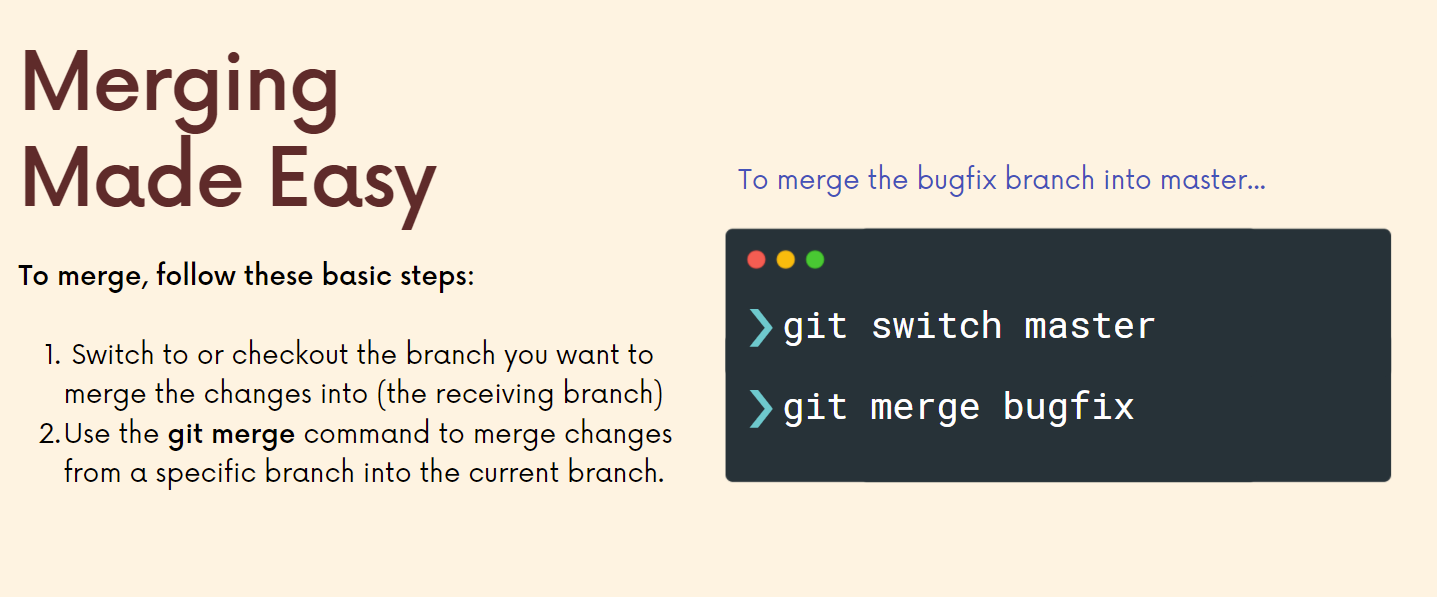 Merging
Made Easy
To merge, follow these basic steps:
1. Switch to or checkout the branch you want to
merge the changes into (the receiving branch)
2. Use the git merge command to merge changes
from a specific branch into the current branch.
To merge the bugfix branch into master...
❯ git switch master
❯ git merge bugfix